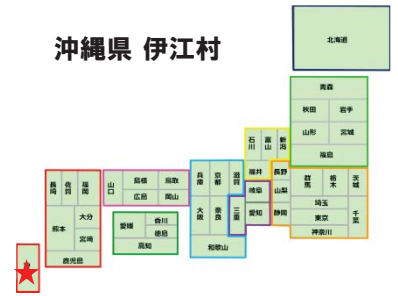 沖縄県 伊江村
北海道
青森
秋田 岩手
山形 宮城
福島
石川 富山 新潟
福井 長野
岐阜 山梨
愛知 静岡
群馬 栃木 茨城
埼玉
東京
千葉
神奈川
兵庫 京都 滋賀
大阪 奈良 三重
和歌山
山口 島根 鳥取
広島 岡山
愛媛 香川
徳島
高知
長崎 佐賀 福岡
熊本 大分
宮崎
鹿児島